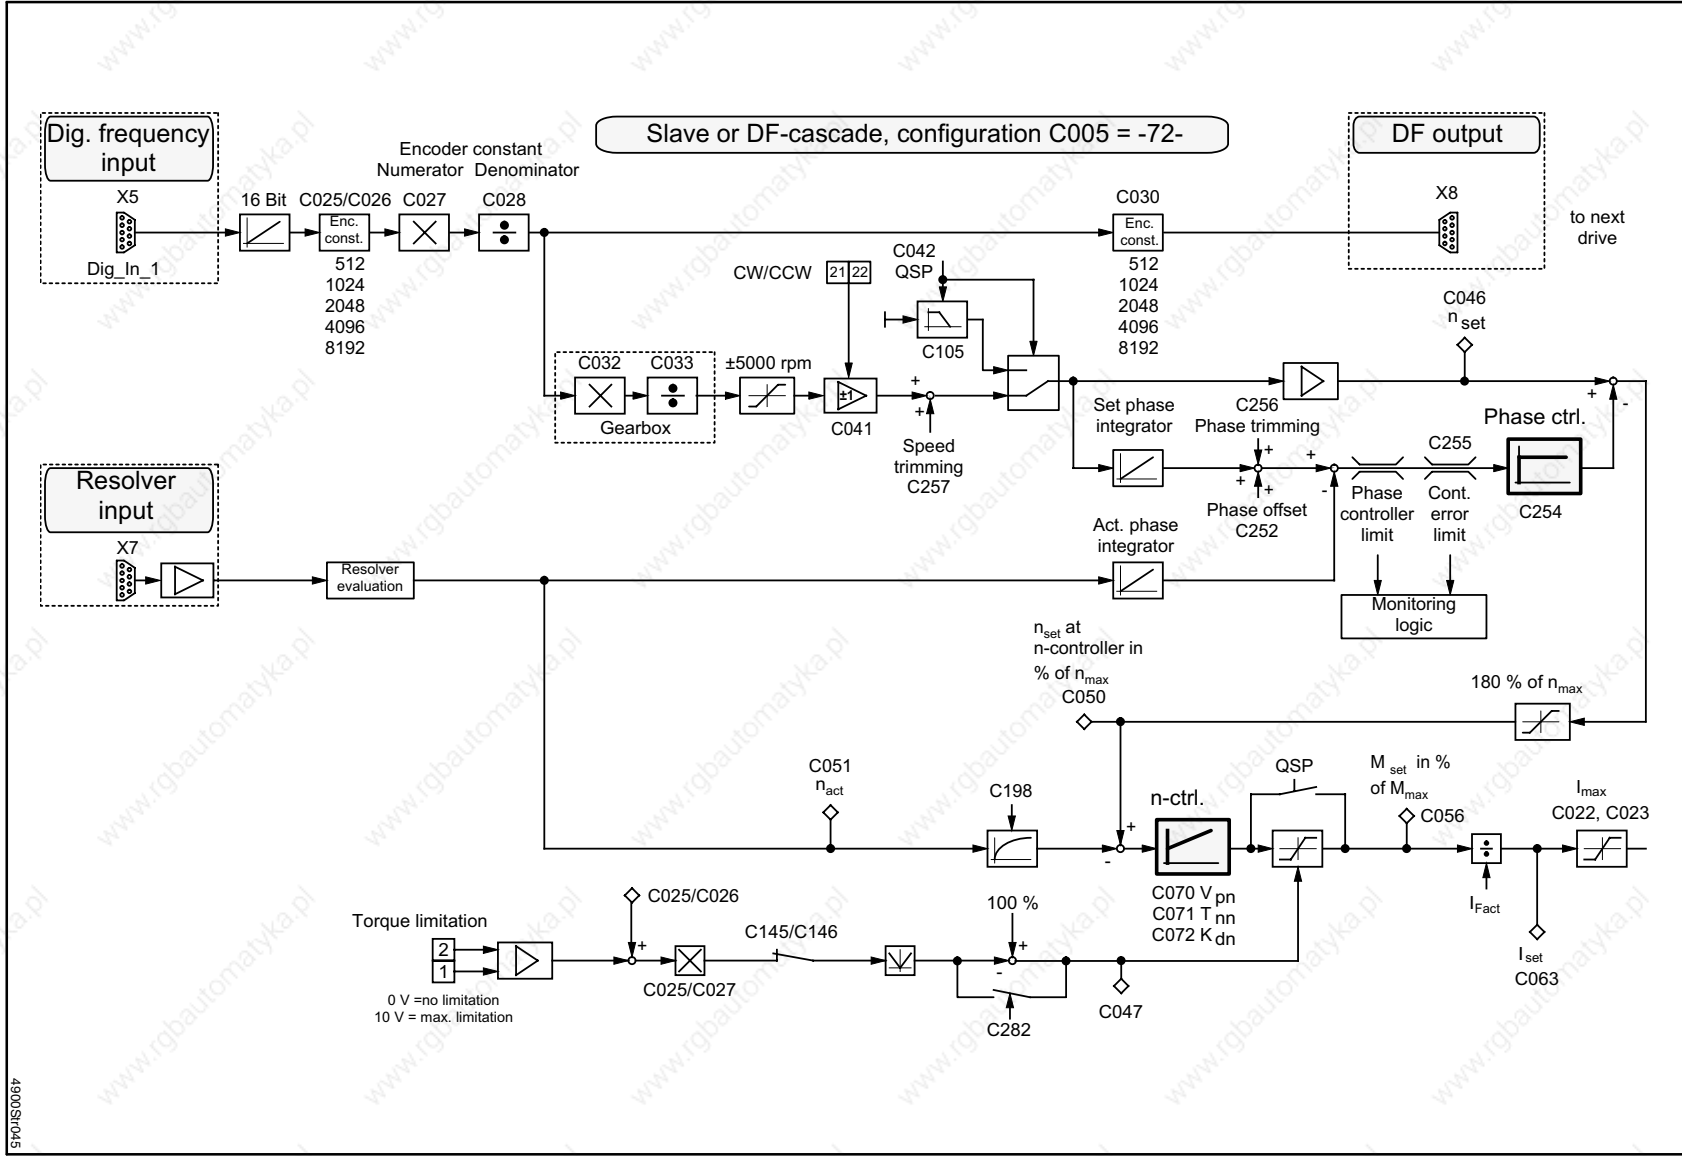 Slave or DF-cascade, configuration C005 = -72-
Dig. frequency
input
X5
Dig_In_1
16 Bit
Encoder constant
Numerator Denominator
C025/C026
Enc.
const.
512
1024
2048
4096
8192
C027
C028
C030
Enc.
const.
512
1024
2048
4096
8192
DF output
X8
to next
drive
CW/CCW
21 22
C042
QSP
C105
C032 C033
Gearbox
±5000 rpm
±1
C041
+
+
Speed
trimming
C257
C046
n set
+
-
Set phase
integrator
C256
Phase trimming
+
+
+
Phase offset
C252
+
-
Phase
controller
limit
C255
Cont.
error
limit
Phase ctrl.
C254
Monitoring
logic
Resolver
input
X7
Resolver
evaluation
Act. phase
integrator
n set at
n-controller in
% of n max
C050
180 % of n max
C051
n act
C198
+
-
n-ctrl.
C070 V pn
C071 T nn
C072 K dn
QSP
M set in %
of M max
C056
I Fact
I set
C063
I max
C022, C023
Torque limitation
2
1
0 V =no limitation
10 V = max. limitation
C025/C026
+
C025/C027
C145/C146
100 %
+
-
C282
C047
4900Str045
www.rgbautomatyka.pl